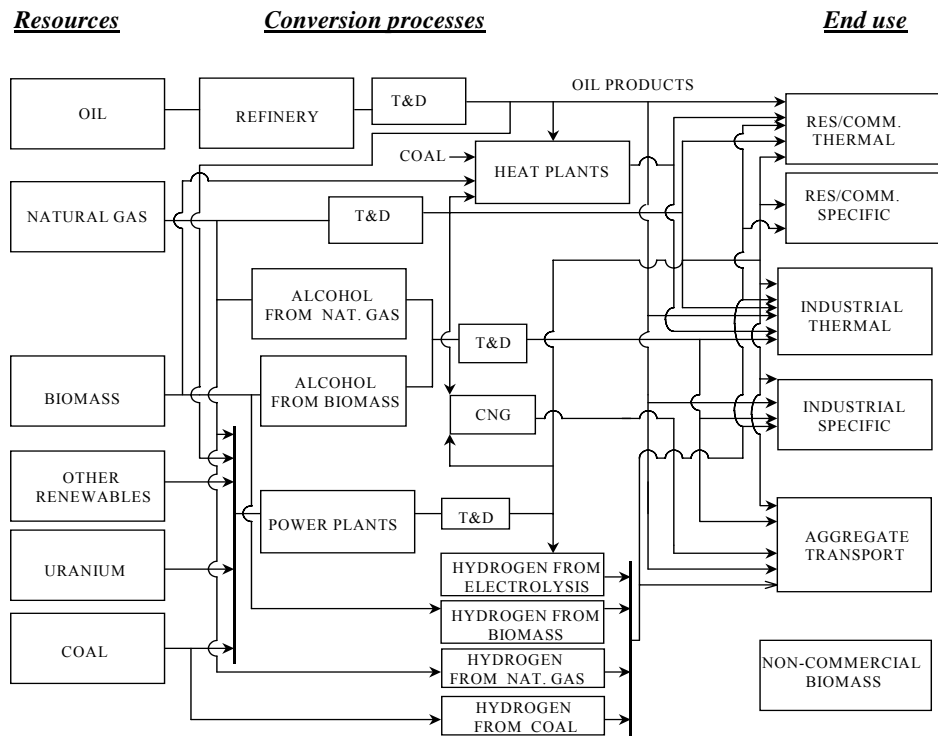 Resources
Conversion processes
End use
OIL
REFINERY
T&D
OIL PRODUCTS
RES/COMM.
THERMAL
COAL
HEAT PLANTS
NATURAL GAS
T&D
RES/COMM.
SPECIFIC
ALCOHOL
FROM NAT. GAS
T&D
INDUSTRIAL
THERMAL
BIOMASS
ALCOHOL
FROM BIOMASS
CNG
INDUSTRIAL
SPECIFIC
OTHER
RENEWABLES
POWER PLANTS
T&D
AGGREGATE
TRANSPORT
URANIUM
HYDROGEN FROM
ELECTROLYSIS
HYDROGEN FROM
BIOMASS
COAL
HYDROGEN
FROM NAT. GAS
NON-COMMERCIAL
BIOMASS
HYDROGEN
FROM COAL